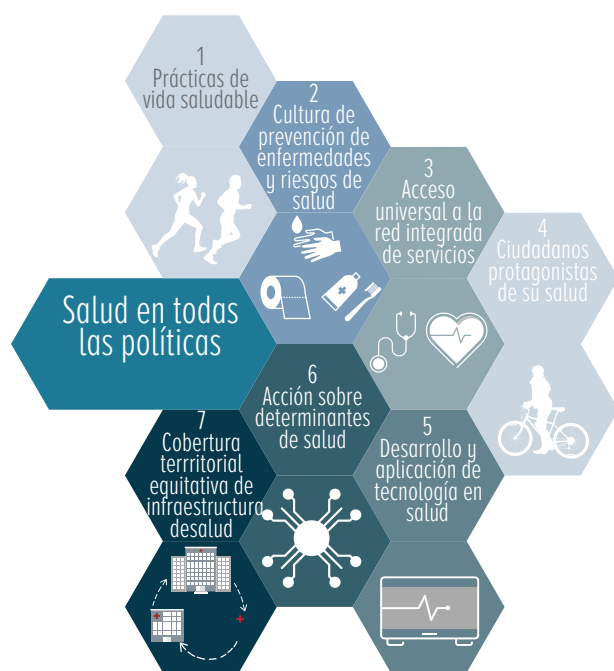 1
Prácticas de
vida saludable
2
Cultura de
prevención de
enfermedades
y riesgos de
salud
3
Acceso
universal a la
red integrada
de servicios
4
Ciudadanos
protagonistas
de su salud
Salud en todas
las políticas
6
Acción sobre
determinantes
de salud
7
Cobertura
terrritorial
equitativa de
infraestructura
desalud
5
Desarrollo y
aplicación de
tecnología en
salud